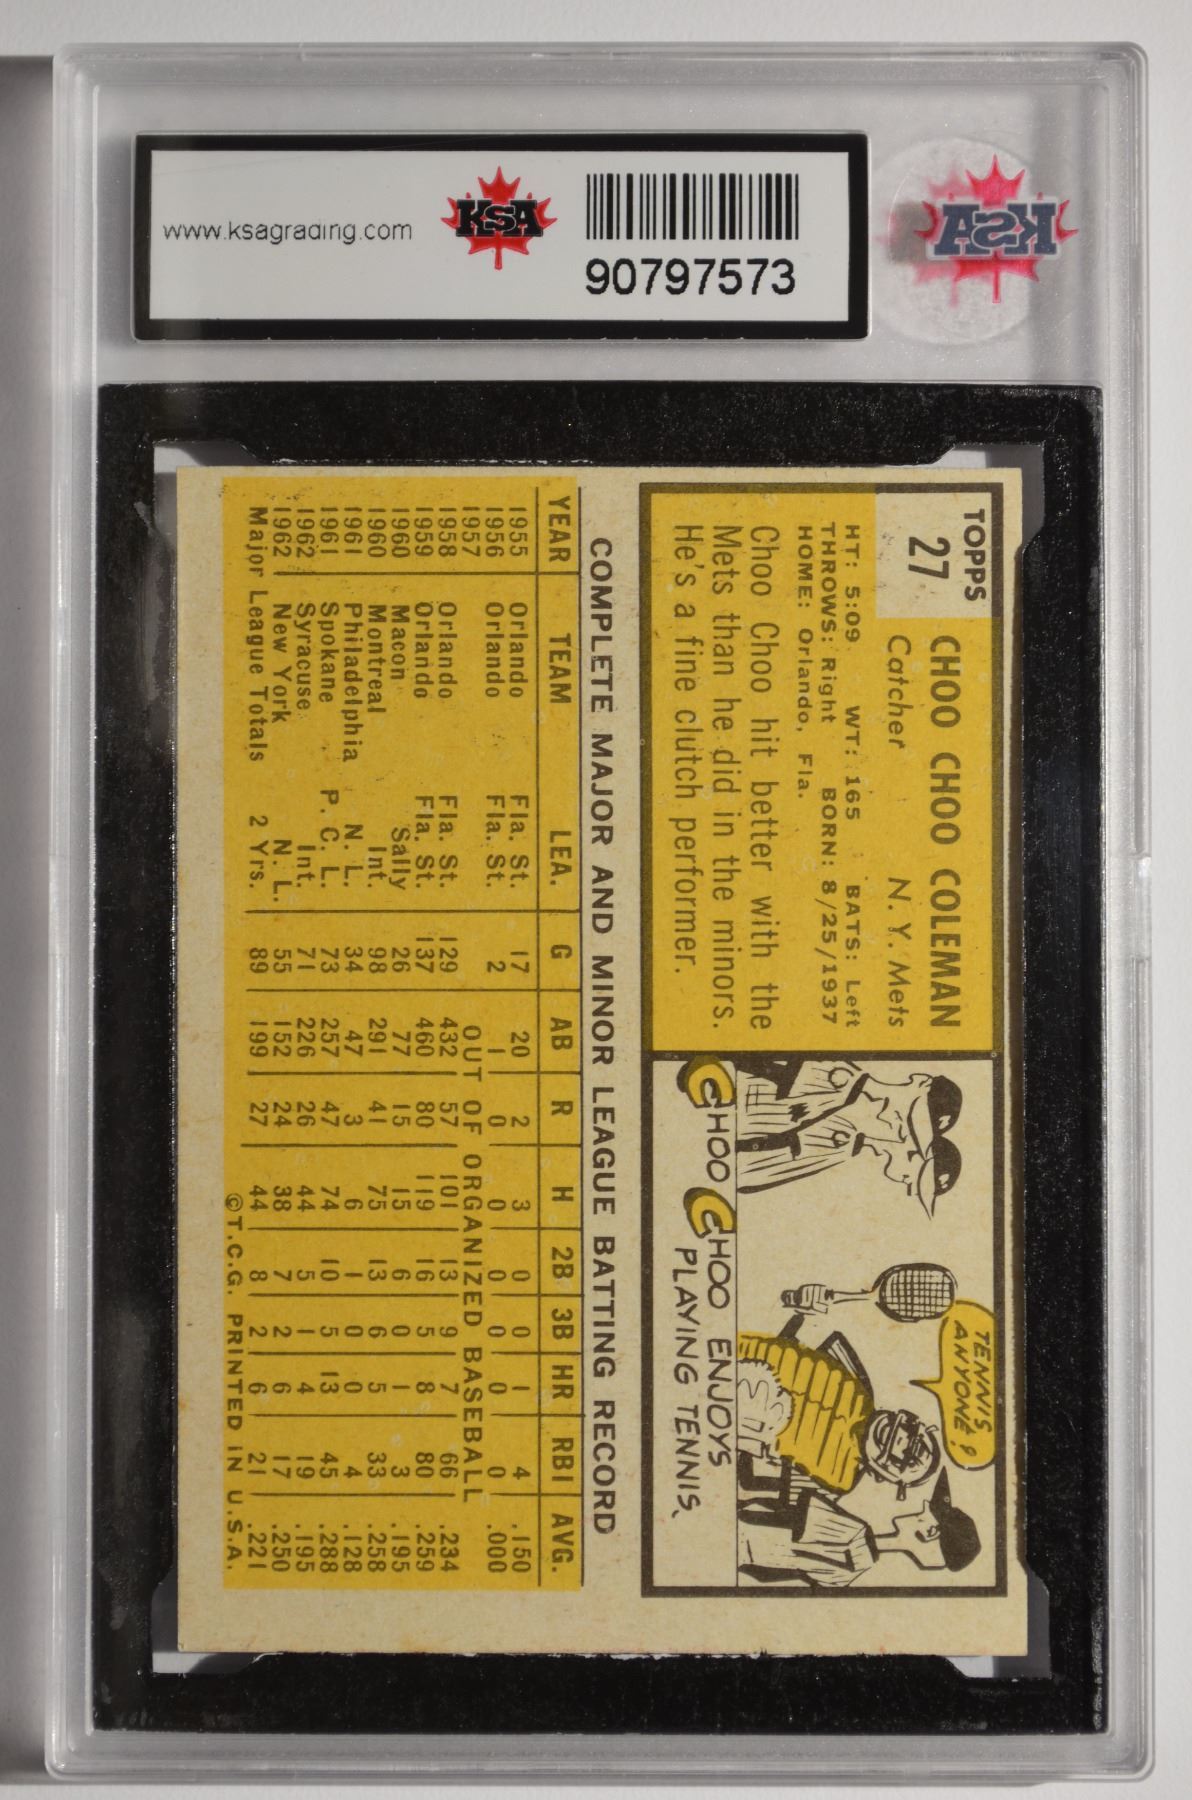 www.ksagrading.com
KSA
90797573
KSA
TOPPS
27
CHOO CHOO COLEMAN
Catcher N. Y. Mets
HT: 5:09 WT: 165 BATS: Left
THROWS: Right BORN: 8/25/1937
HOME: Orlando, Fla.
Choo Choo hit better with the
Mets than he did in the minors.
He's a fine clutch performer.
TENNIS
ANYONE?
CHOO CHOO ENJOYS
PLAYING TENNIS.
COMPLETE MAJOR AND MINOR LEAGUE BATTING RECORD
YEAR TEAM LEA. G AB R H 2B 3B HR RBI AVG.
1955 Orlando Fla. St. 17 20 2 3 0 0 1 4 .150
1956 Orlando Fla. St. 2 1 0 0 0 0 0 0 .000
1957 OUT OF ORGANIZED BASEBALL
1958 Orlando Fla. St. 129 432 57 101 13 9 7 66 .234
1959 Orlando Fla. St. 137 460 80 119 16 5 8 80 .259
1960 Macon Sally 26 77 15 15 6 0 1 3 .195
1960 Montreal Int. 98 291 41 75 13 6 5 33 .258
1961 Philadelphia N. L. 34 47 3 6 1 0 0 4 .128
1961 Spokane P. C. L. 73 257 47 74 10 5 13 45 .288
1962 Syracuse Int. 71 226 26 44 5 1 4 19 .195
1962 New York N. L. 55 152 24 38 7 2 6 17 .250
Major League Totals 2 Yrs. 89 199 27 44 8 2 6 21 .221
©T.C.G. PRINTED IN U.S.A.